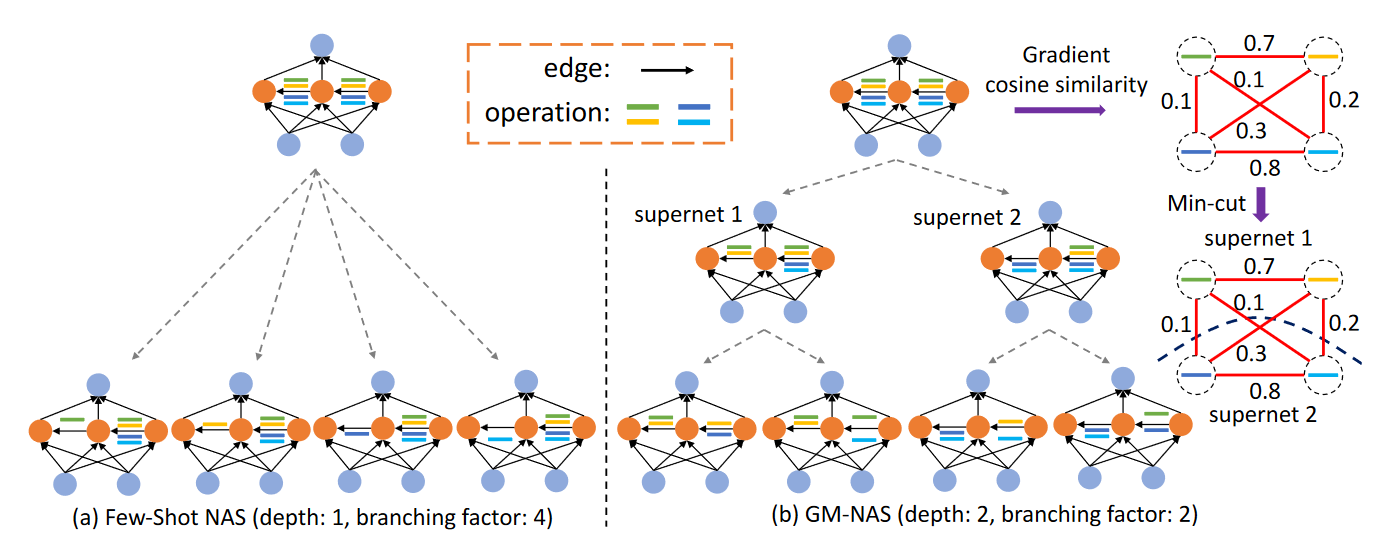 edge:
operation:
Gradient
cosine similarity
0.7
0.1
0.1
0.2
0.3
0.8
Min-cut
supernet 1
supernet 2
supernet 1
0.7
0.1
0.1
0.2
0.3
0.8
supernet 2
(a) Few-Shot NAS (depth: 1, branching factor: 4)
(b) GM-NAS (depth: 2, branching factor: 2)